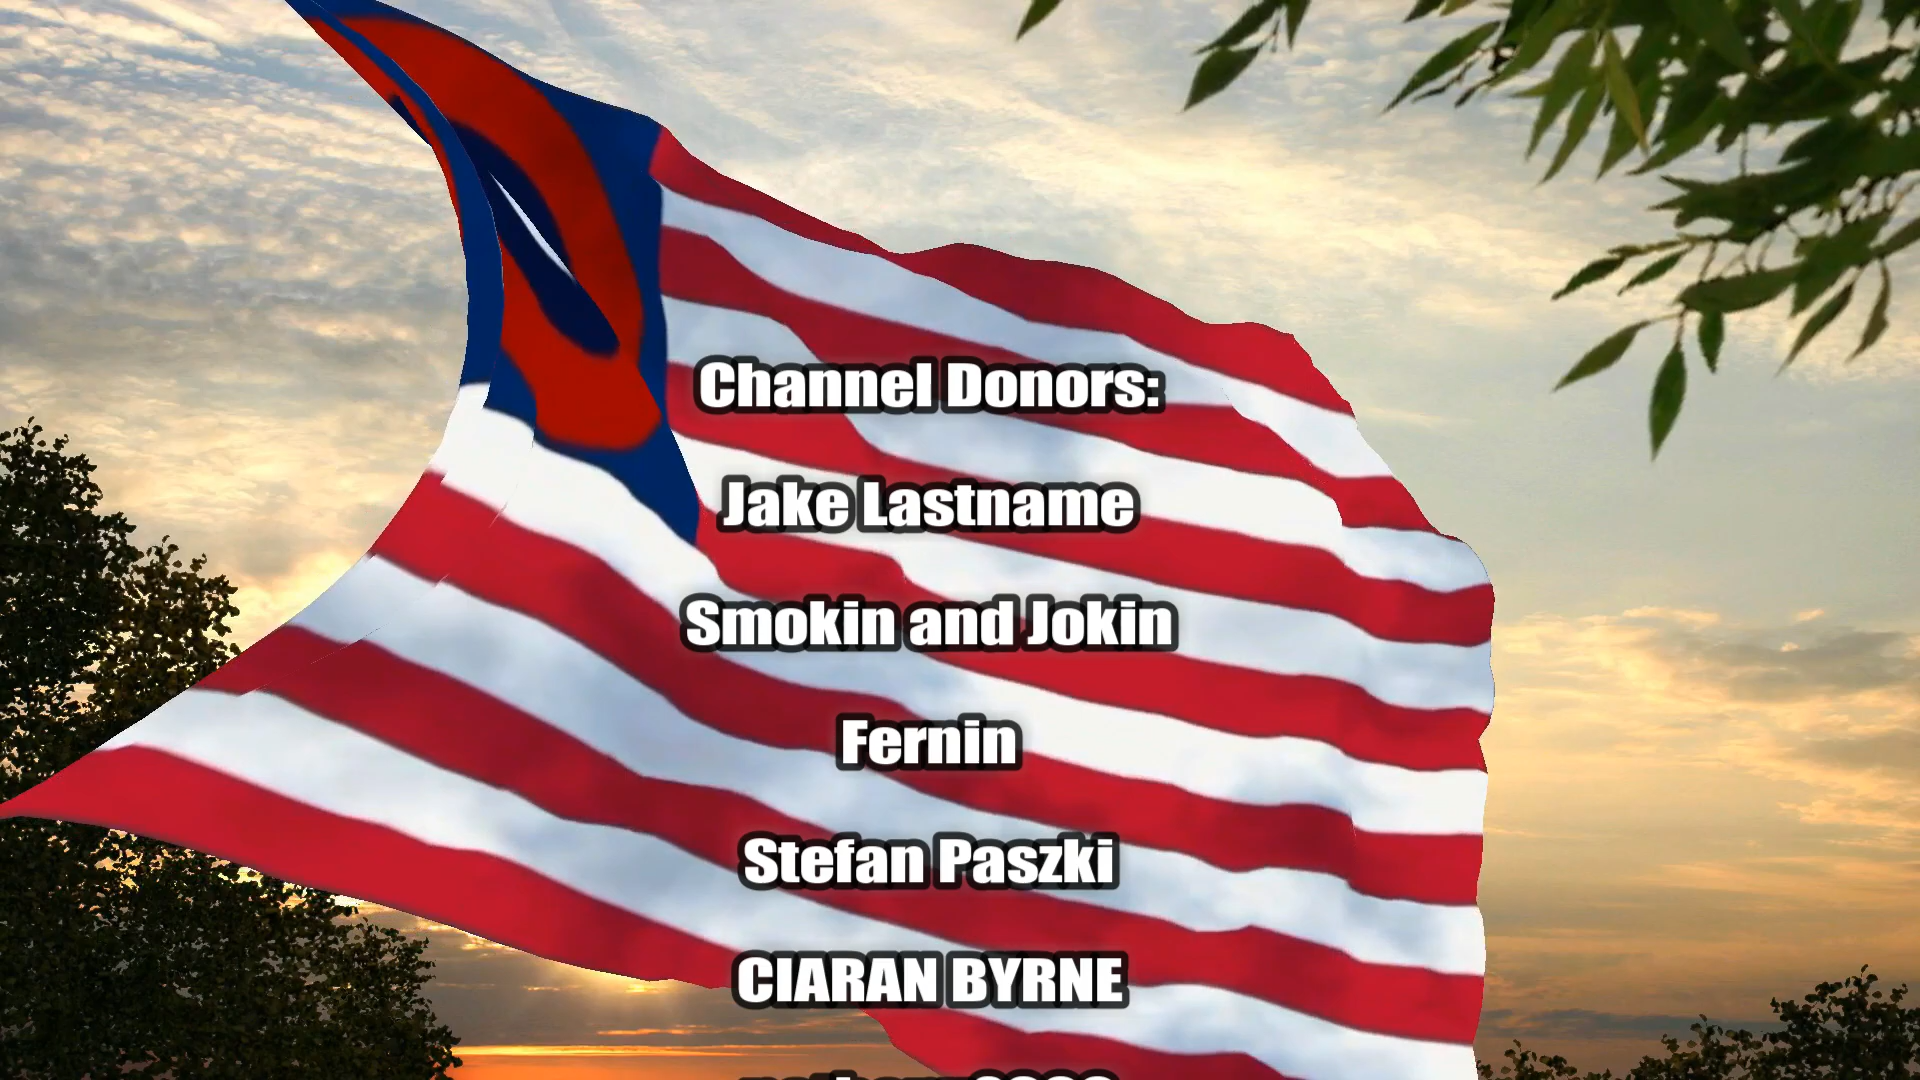 Channel Donors:
Jake Lastname
Smokin and Jokin
Fernin
Stefan Paszki
CIARAN BYRNE